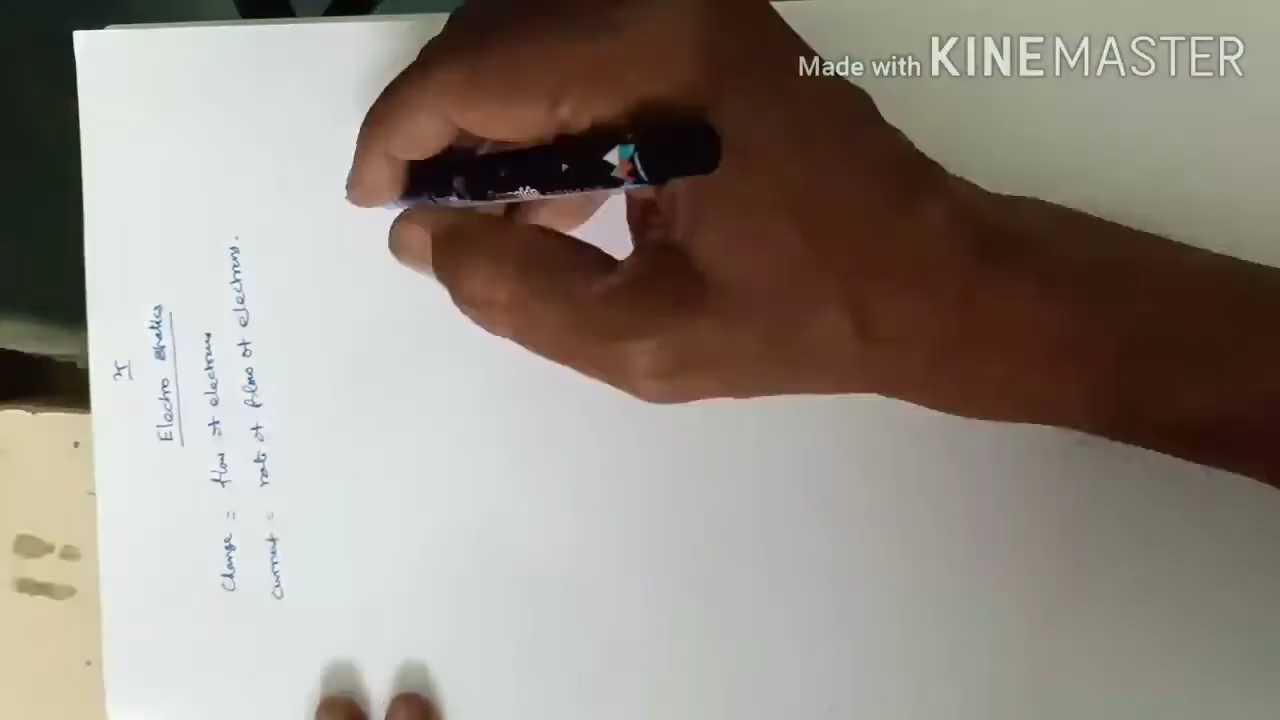 Made with KINEMASTER
Electro statics
Charge = flow of electrons
current = rate of flow of electrons.